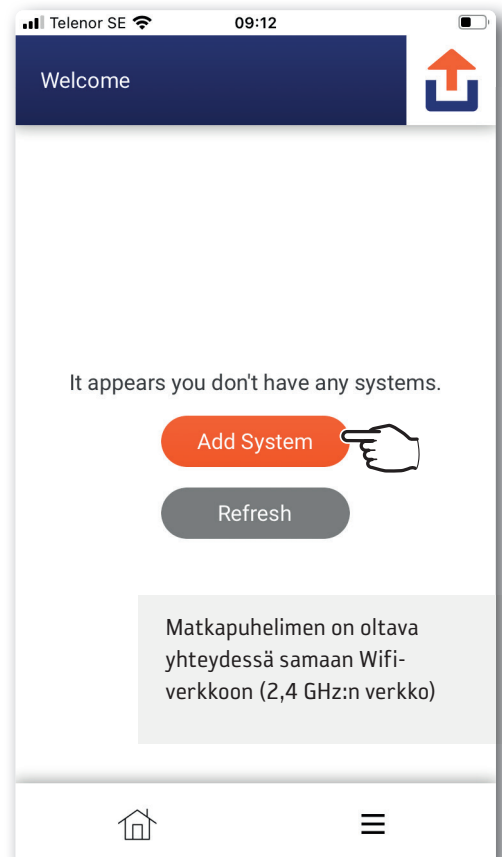 Telenor SE 09:12
Welcome
It appears you don't have any systems.
Add System
Refresh
Matkapuhelimen on oltava
yhteydessä samaan Wifi-
verkkoon (2,4 GHz:n verkko)